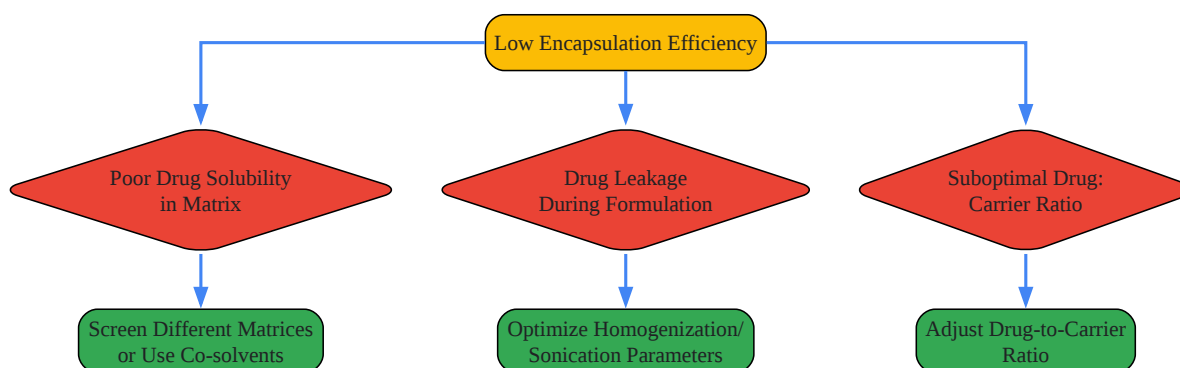 Low Encapsulation Efficiency
Poor Drug Solubility
in Matrix
Drug Leakage
During Formulation
Suboptimal Drug:
Carrier Ratio
Screen Different Matrices
or Use Co-solvents
Optimize Homogenization/
Sonication Parameters
Adjust Drug-to-Carrier
Ratio